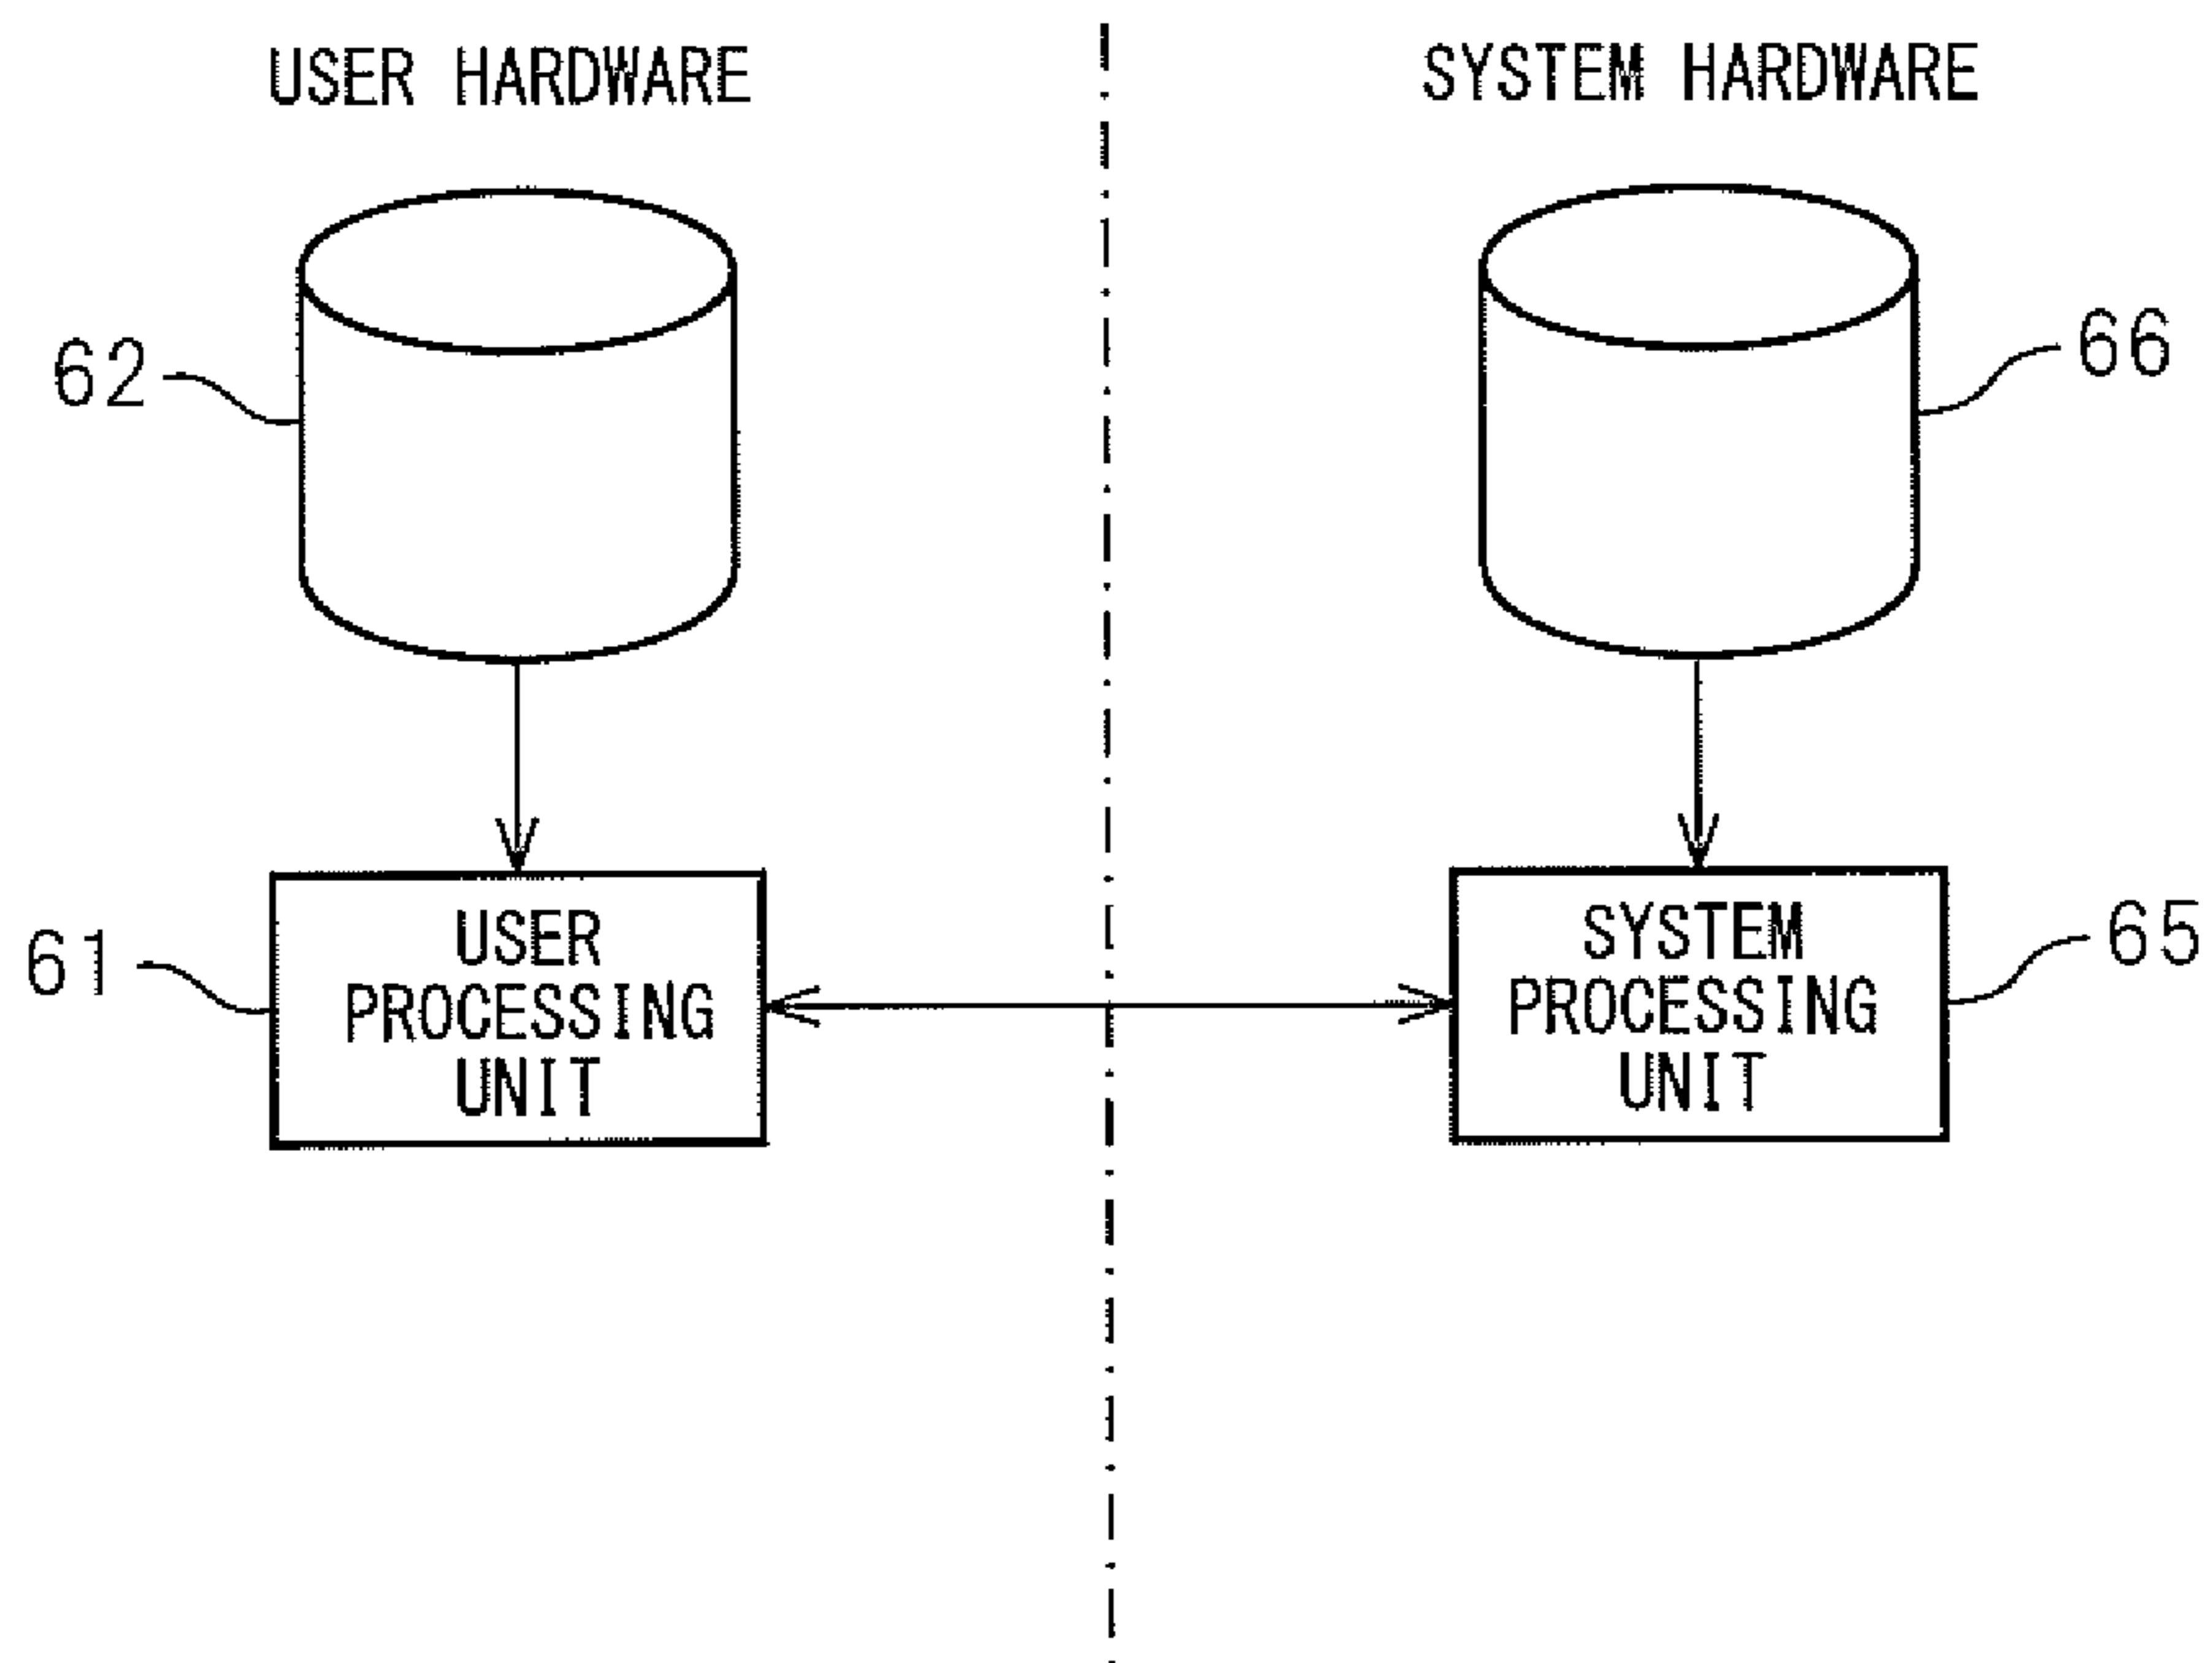 USER HARDWARE
SYSTEM HARDWARE
62
66
61
USER
PROCESSING
UNIT
SYSTEM
PROCESSING
UNIT
65